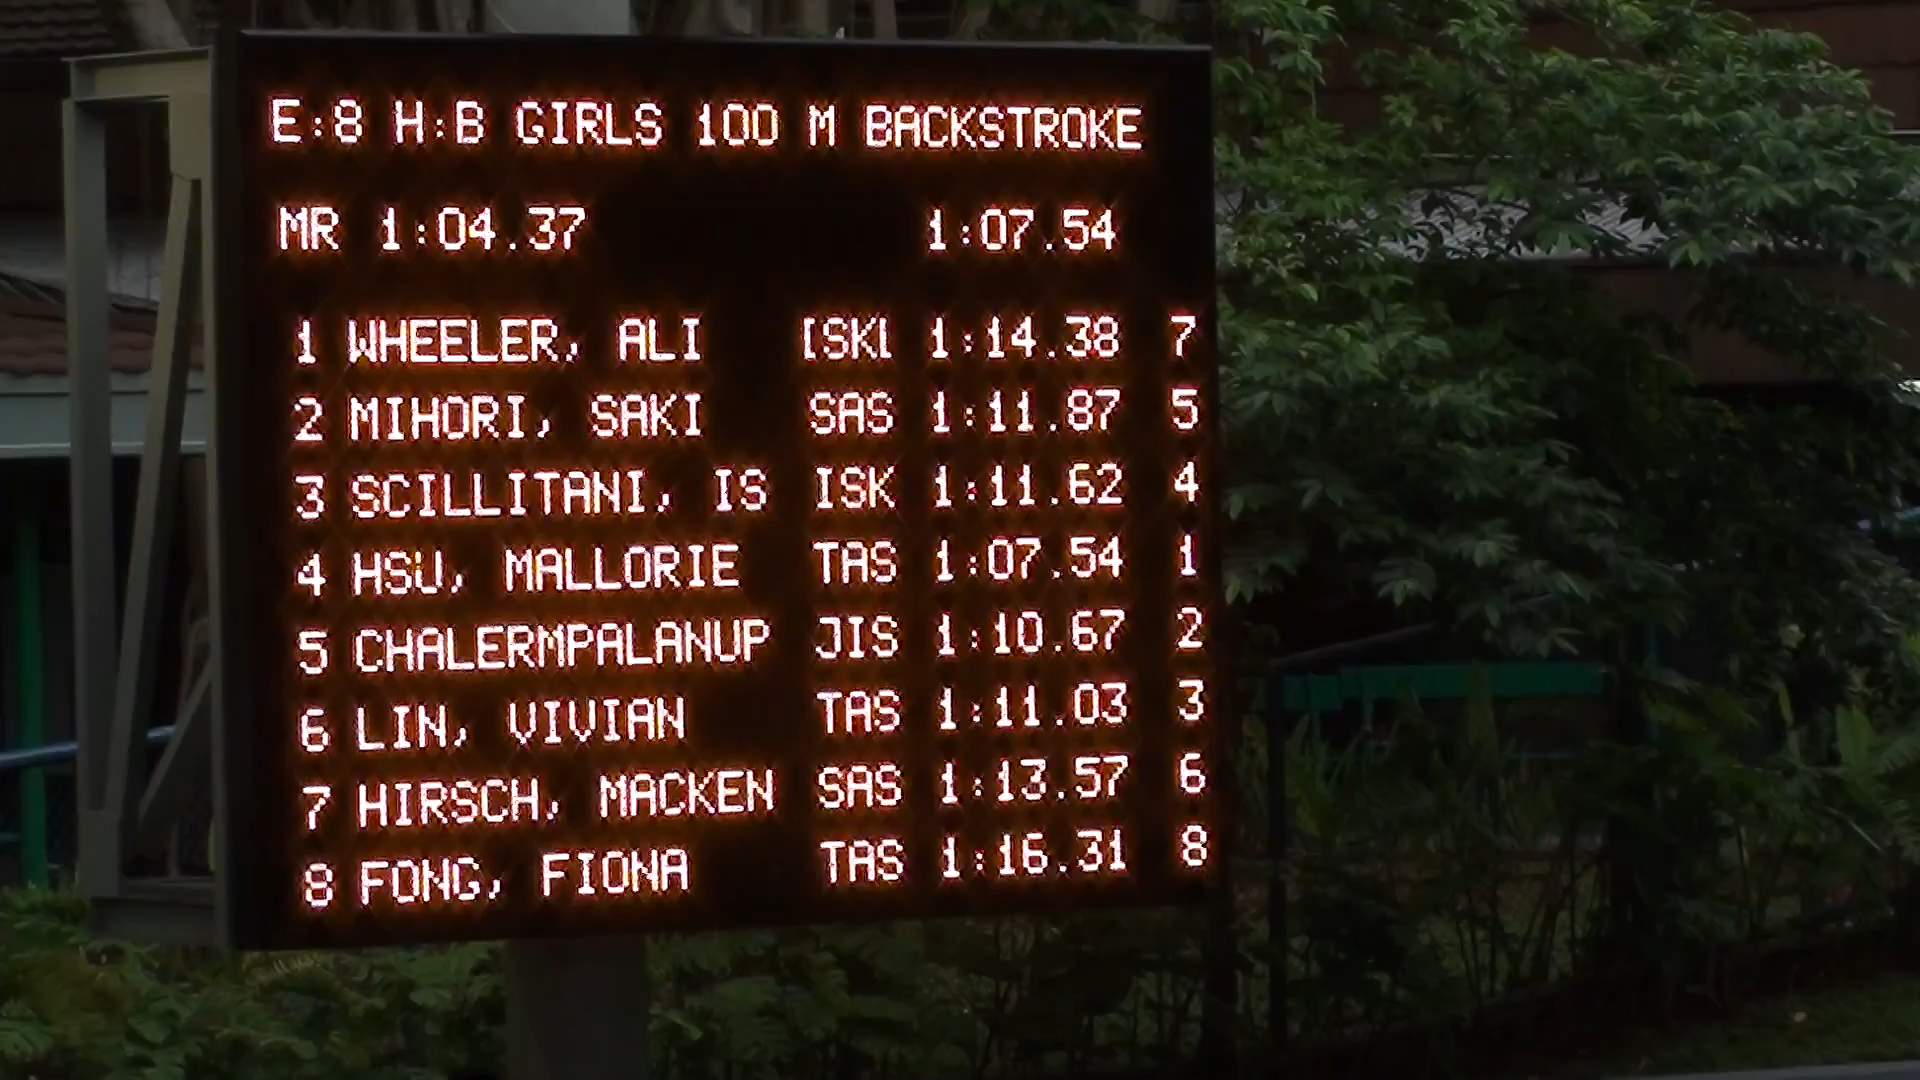 E:8 H:B GIRLS 100 M BACKSTROKE
MR 1:04.37 1:07.54
1 WHEELER, ALI ISKL 1:14.38 7
2 MIHORI, SAKI SAS 1:11.87 5
3 SCILLITANI, IS ISK 1:11.62 4
4 HSU, MALLORIE TAS 1:07.54 1
5 CHALERMPALANUP JIS 1:10.67 2
6 LIN, VIVIAN TAS 1:11.03 3
7 HIRSCH, MACKEN SAS 1:13.57 6
8 FONG, FIONA TAS 1:16.31 8